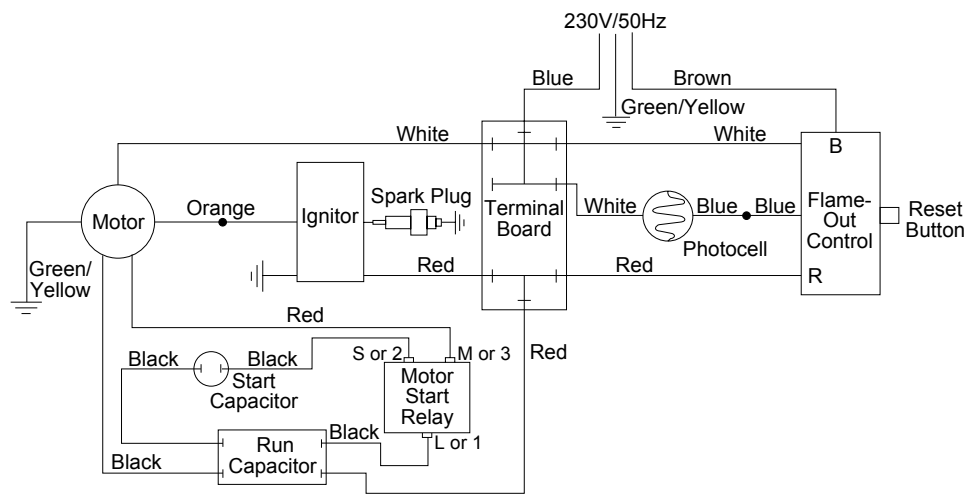 230V/50Hz
Blue
Brown
Green/Yellow
White
White
B
Motor
Orange
Ignitor
Spark Plug
Terminal
Board
White
Blue
Blue
Photocell
Flame-
Out
Control
Reset
Button
Green/
Yellow
Red
Red
R
Red
Red
Black
Black
S or 2
M or 3
Start
Capacitor
Motor
Start
Relay
L or 1
Black
Run
Capacitor
Black